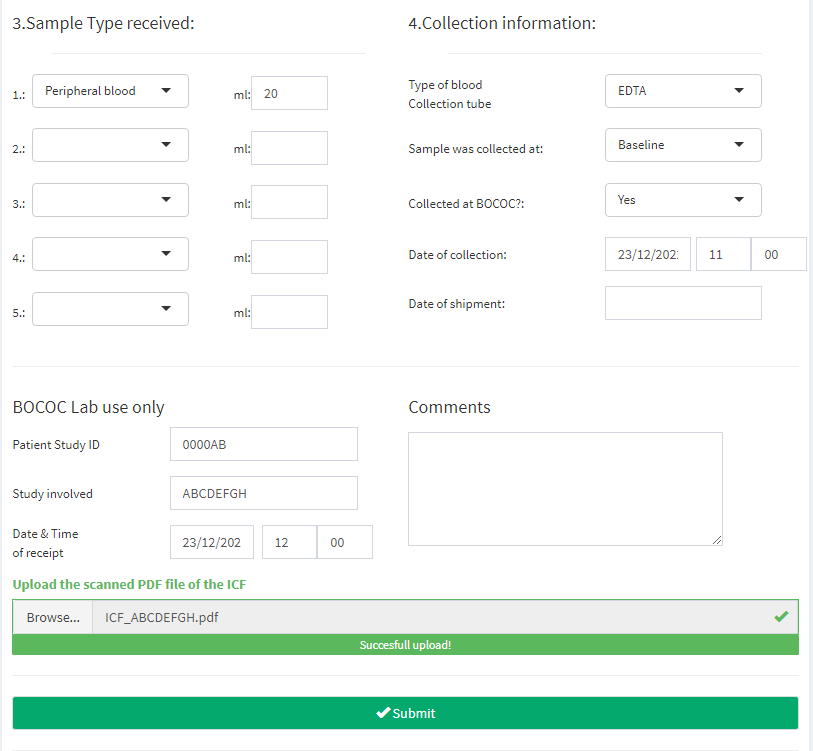 3.Sample Type received:
1.: Peripheral blood ml: 20
2.: ml:
3.: ml:
4.: ml:
5.: ml:
4.Collection information:
Type of blood
Collection tube EDTA
Sample was collected at: Baseline
Collected at BOCOC?: Yes
Date of collection: 23/12/202 11 00
Date of shipment:
BOCOC Lab use only
Patient Study ID 0000AB
Study involved ABCDEFGH
Date & Time
of receipt 23/12/202 12 00
Comments
Upload the scanned PDF file of the ICF
Browse... ICF_ABCDEFGH.pdf
Succesfull upload!
Submit